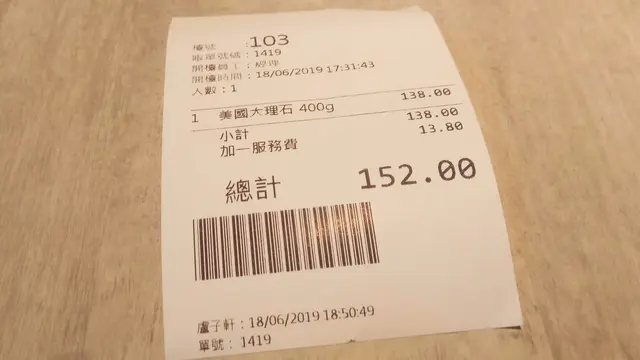 檯號 :103
賬單號碼:1419
開檯員工:經理
開檯時間:18/06/2019 17:31:43
人數:1
1 美國大理石 400g 138.00
小計 138.00
加一服務費 13.80
總計 152.00
盧子軒:18/06/2019 18:50:49
單號:1419